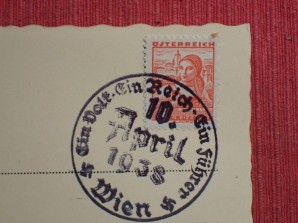 ÖSTERREICH
Ein Volk · Ein Reich · Ein Führer
10.
April
1938
Wien